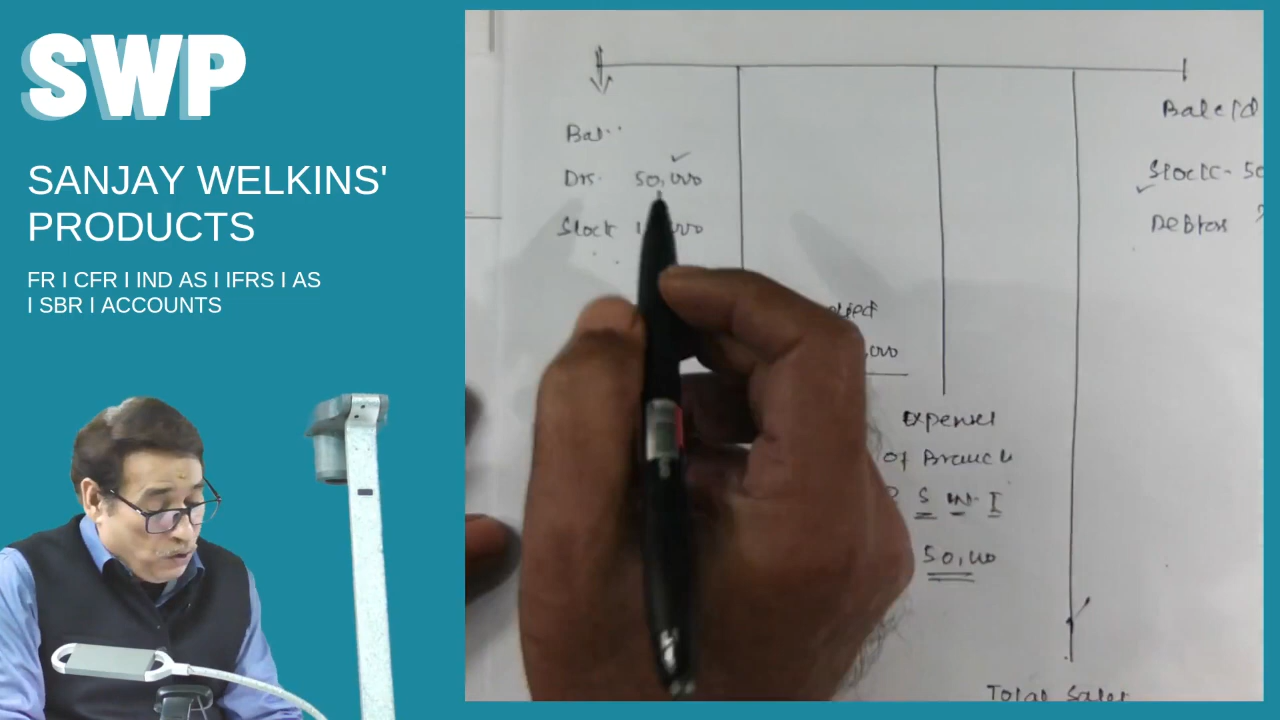 SWP
SANJAY WELKINS'
PRODUCTS
FR I CFR I IND AS I IFRS I AS
I SBR I ACCOUNTS
Bal
Drs. 50,000
Stock
Expenses
of Branch
S W I
50,000
Total Sales
Bal c/d
Stock - 50
Debtors